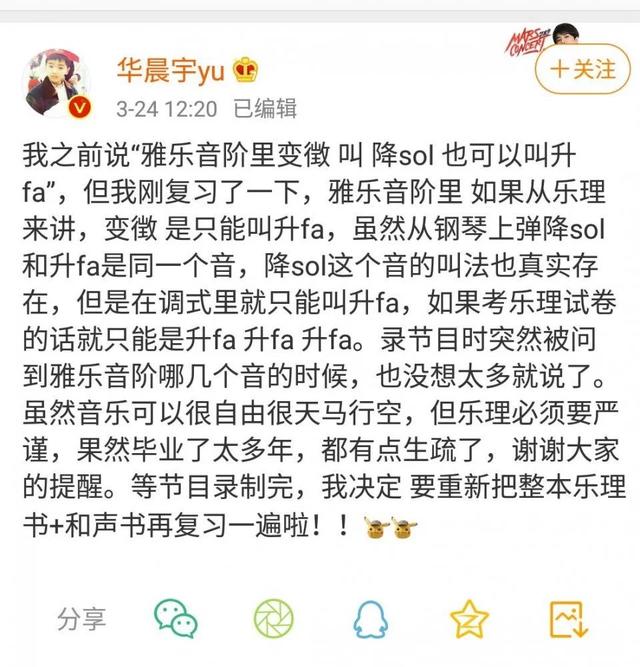 MARS
CONCERT
华晨宇yu
+关注
3-24 12:20 已编辑
我之前说“雅乐音阶里变徵 叫 降sol 也可以叫升
fa”，但我刚复习了一下，雅乐音阶里 如果从乐理
来讲，变徵 是只能叫升fa，虽然从钢琴上弹降sol
和升fa是同一个音，降sol这个音的叫法也真实存
在，但是在调式里就只能叫升fa，如果考乐理试卷
的话就只能是升fa 升fa 升fa。录节目时突然被问
到雅乐音阶哪几个音的时候，也没想太多就说了。
虽然音乐可以很自由很天马行空，但乐理必须要严
谨，果然毕业了太多年，都有点生疏了，谢谢大家
的提醒。等节目录制完，我决定 要重新把整本乐理
书+和声书再复习一遍啦！！
分享